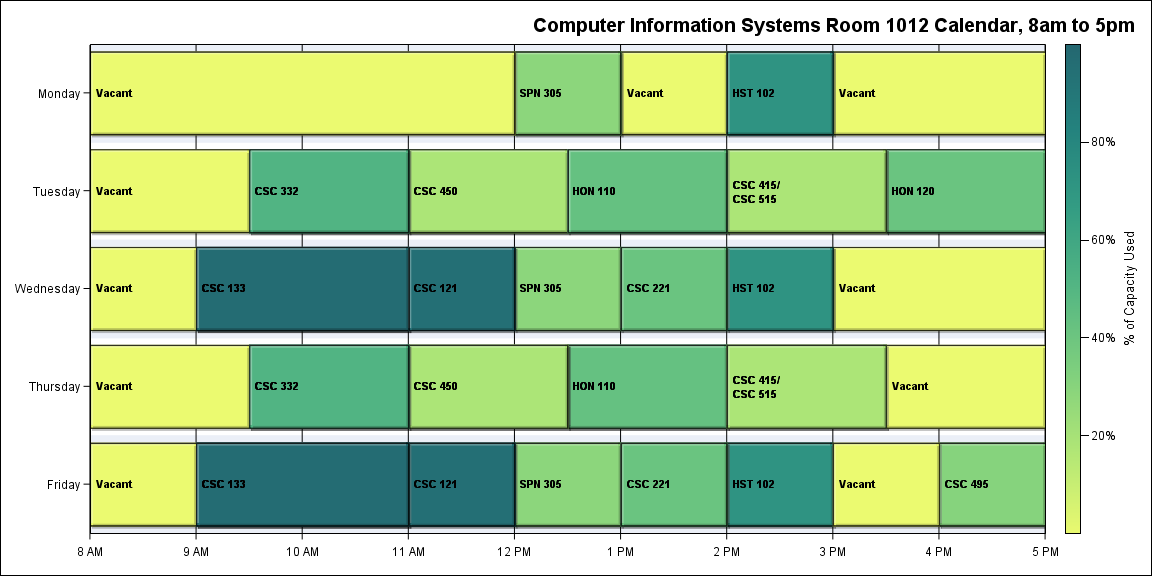 Computer Information Systems Room 1012 Calendar, 8am to 5pm
Monday
Vacant
SPN 305
Vacant
HST 102
Vacant
Tuesday
Vacant
CSC 332
CSC 450
HON 110
CSC 415/
CSC 515
HON 120
Wednesday
Vacant
CSC 133
CSC 121
SPN 305
CSC 221
HST 102
Vacant
Thursday
Vacant
CSC 332
CSC 450
HON 110
CSC 415/
CSC 515
Vacant
Friday
Vacant
CSC 133
CSC 121
SPN 305
CSC 221
HST 102
Vacant
CSC 495
8 AM
9 AM
10 AM
11 AM
12 PM
1 PM
2 PM
3 PM
4 PM
5 PM
80%
60%
40%
20%
% of Capacity Used